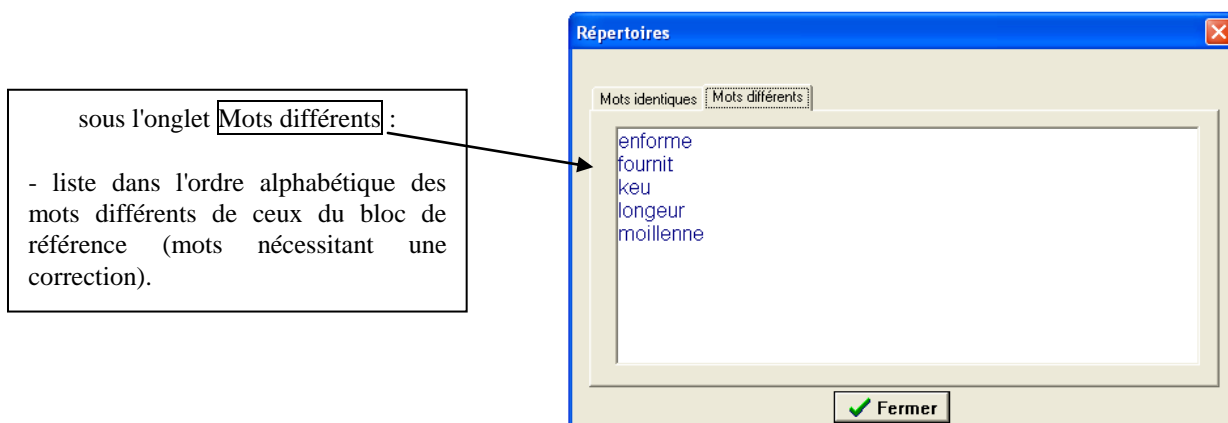 sous l'onglet Mots différents :
- liste dans l'ordre alphabétique des
mots différents de ceux du bloc de
référence (mots nécessitant une
correction).
Répertoires
Mots identiques Mots différents
enforme
fournit
keu
longeur
moillenne
Fermer